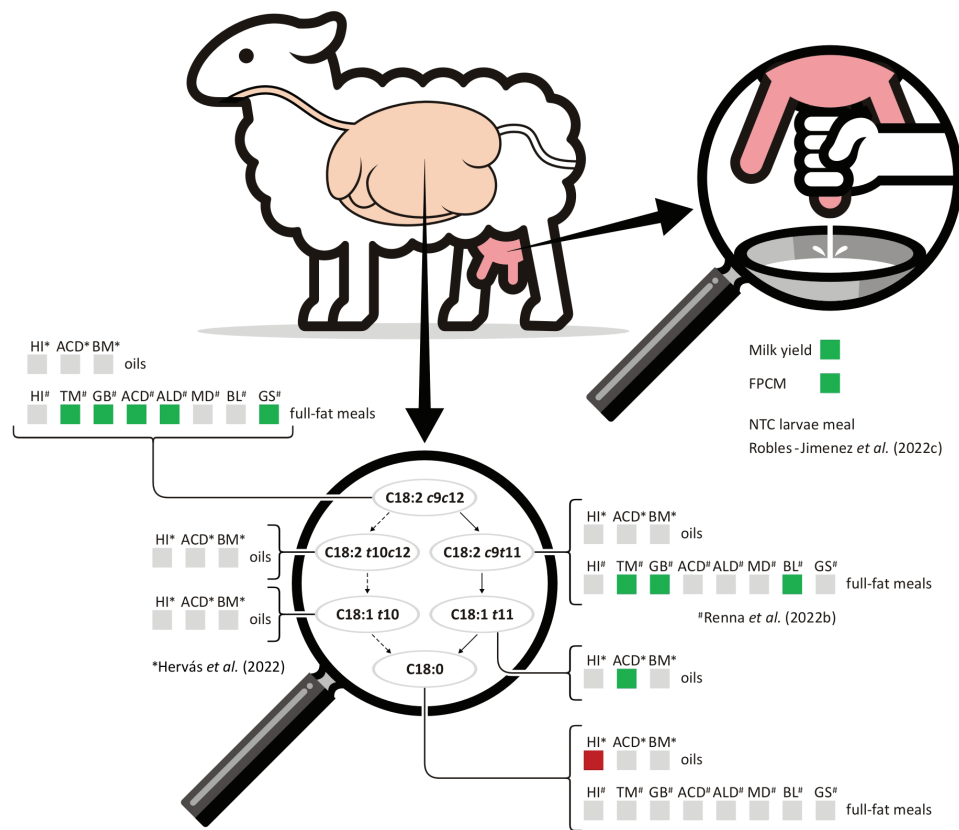 HI* ACD* BM*
oils
HI# TM# GB# ACD# ALD# MD# BL# GS#
full-fat meals
Milk yield
FPCM
NTC larvae meal
Robles-Jimenez et al. (2022c)
C18:2 c9c12
C18:2 t10c12
C18:2 c9t11
C18:1 t10
C18:1 t11
C18:0
HI* ACD* BM*
oils
HI* ACD* BM*
oils
*Hervás et al. (2022)
HI* ACD* BM*
oils
HI# TM# GB# ACD# ALD# MD# BL# GS#
full-fat meals
#Renna et al. (2022b)
HI* ACD* BM*
oils
HI* ACD* BM*
oils
HI# TM# GB# ACD# ALD# MD# BL# GS#
full-fat meals